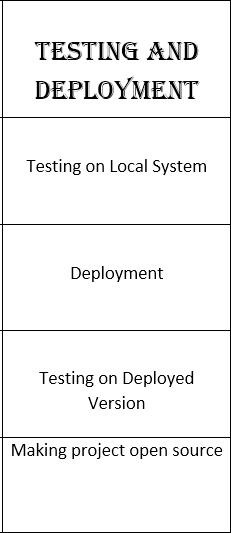 TESTING AND
DEPLOYMENT
Testing on Local System
Deployment
Testing on Deployed
Version
Making project open source